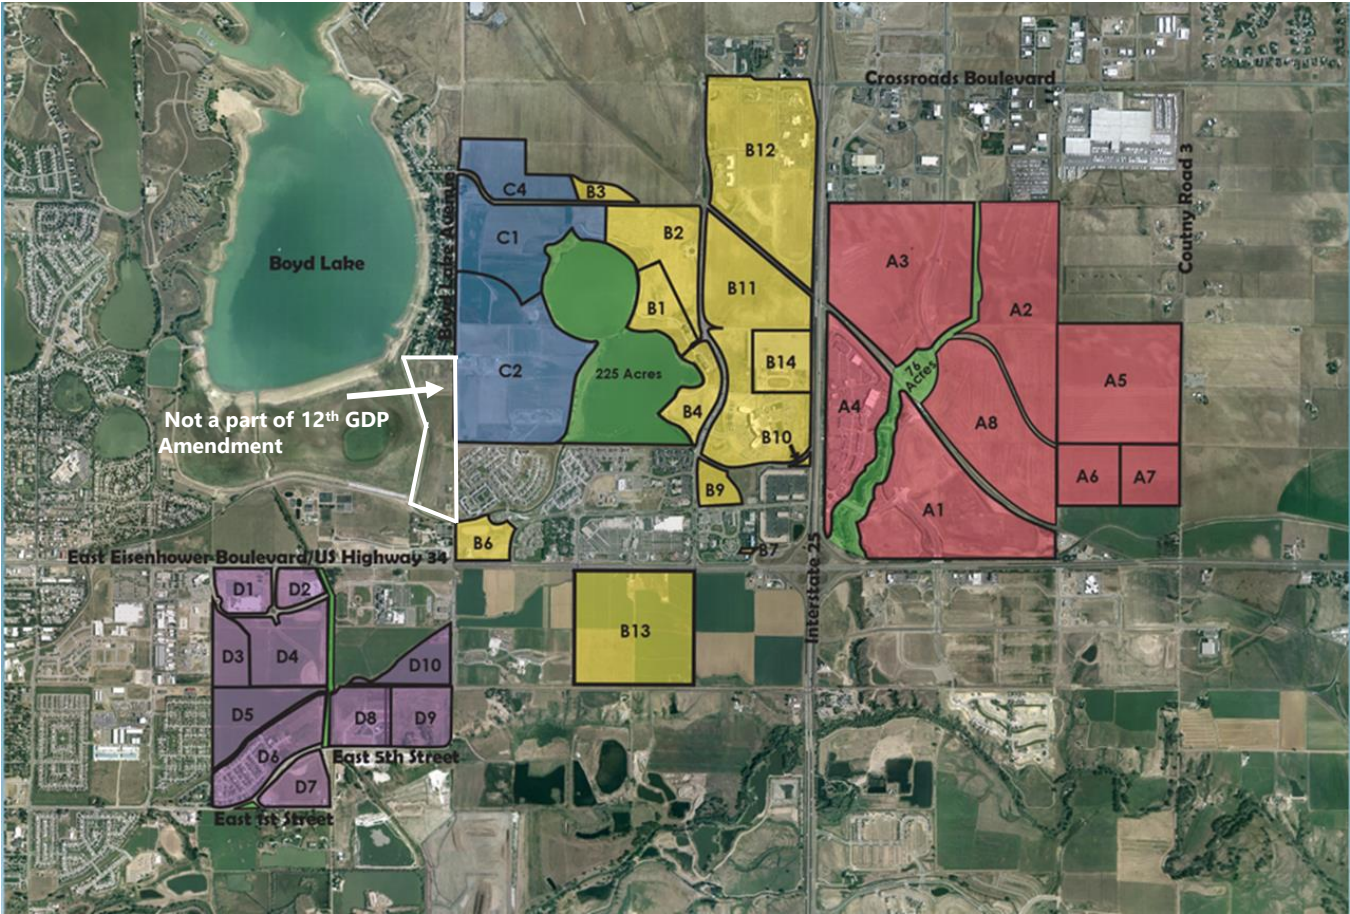 Crossroads Boulevard
B12
Coutny Road 3
C4
B3
Boyd Lake Avenue
C1
B2
Boyd Lake
A3
B11
B1
A2
B14
C2
225 Acres
76
Acres
A5
A4
B4
A8
Not a part of 12th GDP
Amendment
B10
B9
A6
A7
A1
B6
B7
East Eisenhower Boulevard/US Highway 34
Interstate 25
D1
D2
B13
D3
D4
D10
D5
D8
D9
D6
East 5th Street
D7
East 1st Street